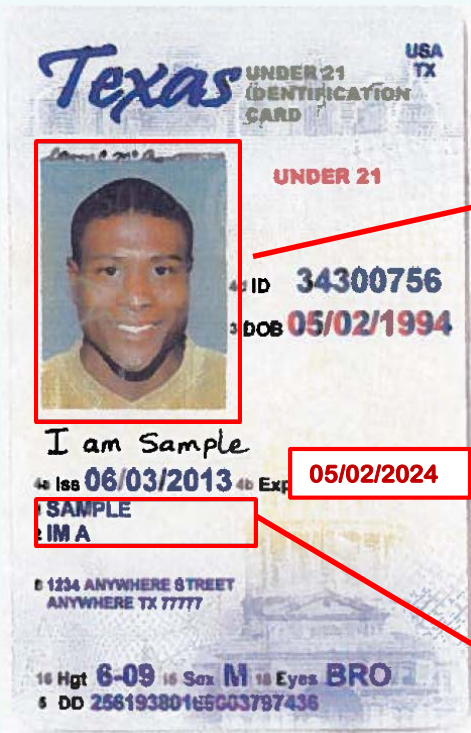 Texas
UNDER 21
IDENTIFICATION
CARD
USA
TX
UNDER 21
4d ID 34300756
3 DOB 05/02/1994
I am Sample
4a Iss 06/03/2013 4b Exp 05/02/2024
SAMPLE
IM A
8 1234 ANYWHERE STREET
ANYWHERE TX 77777
16 Hgt 6-09 15 Sex M 18 Eyes BRO
5 DD